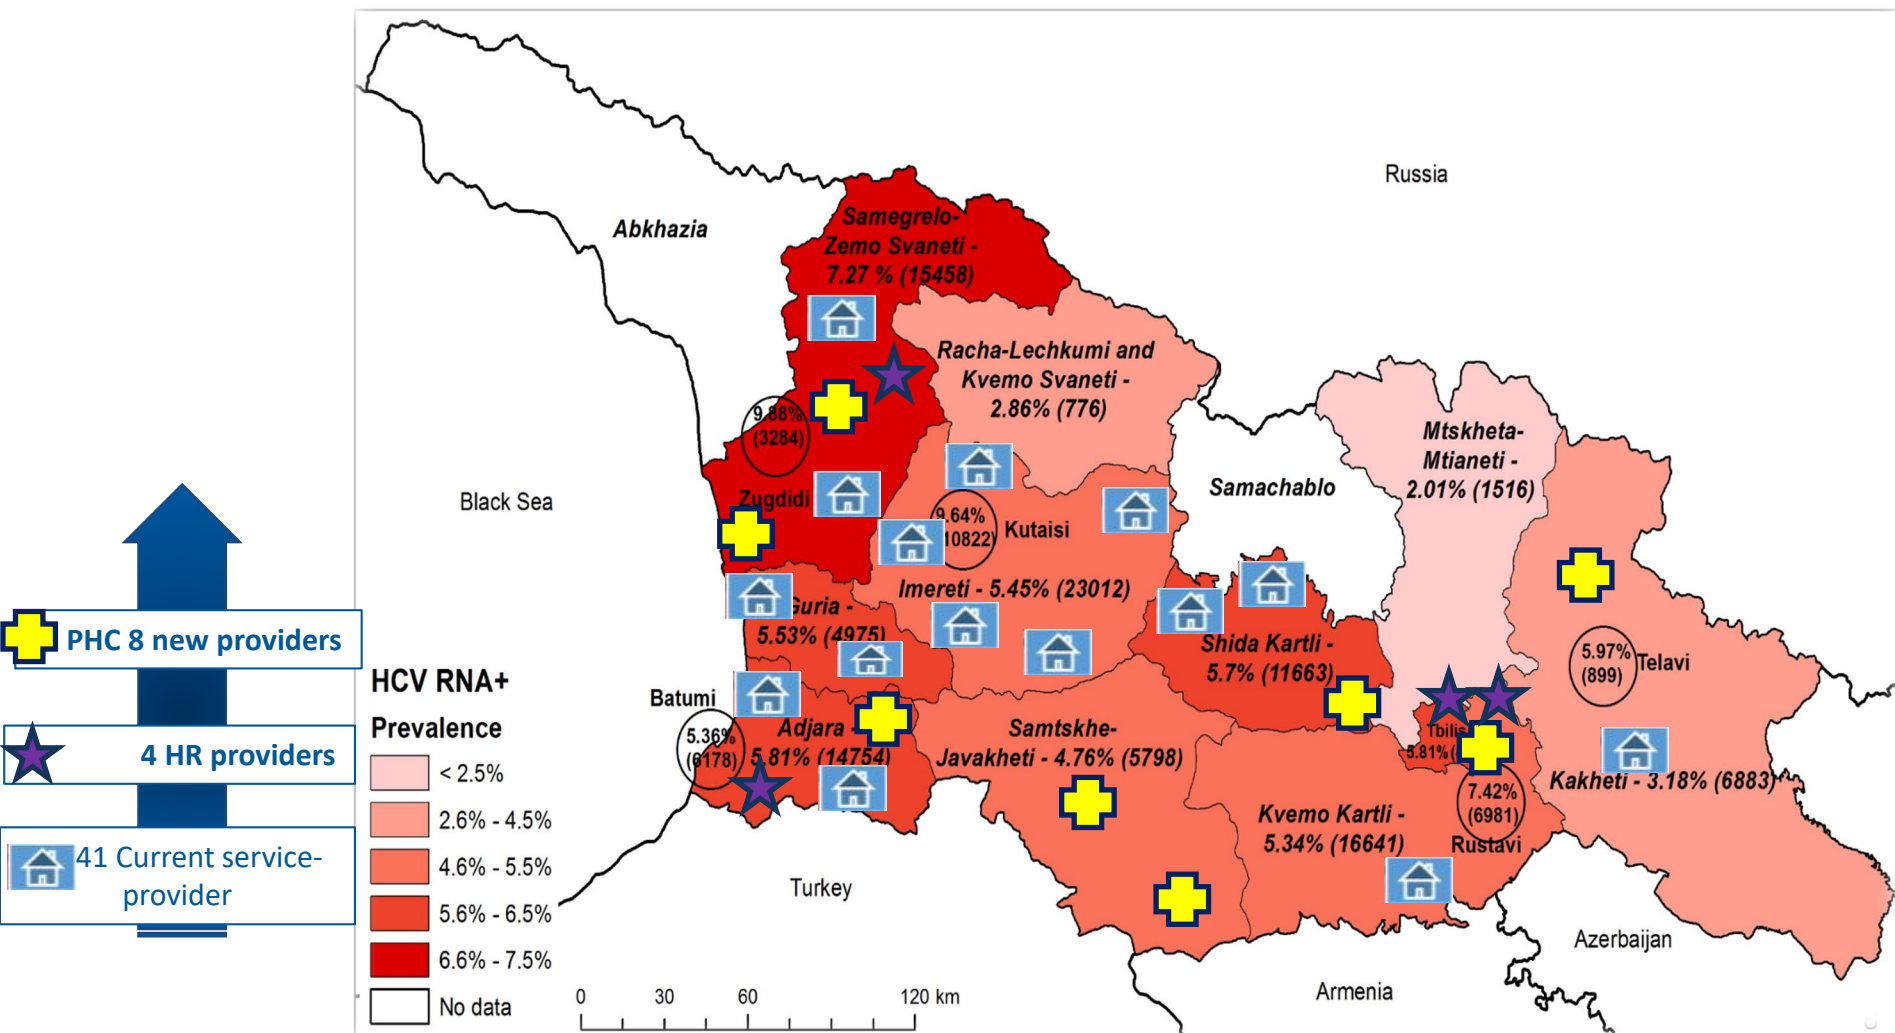 Russia
Abkhazia
Samegrelo-
Zemo Svaneti -
7.27 % (15458)
Racha-Lechkumi and
Kvemo Svaneti -
2.86% (776)
9.88%
(3284)
Mtskheta-
Mtianeti -
2.01% (1516)
Samachablo
Black Sea
Zugdidi
9.64%
10822)
Kutaisi
Imereti - 5.45% (23012)
Guria -
5.53% (4975)
Shida Kartli -
5.7% (11663)
5.97%
(899)
Telavi
PHC 8 new providers
4 HR providers
41 Current service-
provider
Batumi
5.36%
(6178)
Adjara -
5.81% (14754)
Samtskhe-
Javakheti - 4.76% (5798)
Tbilis
5.81%
Kakheti - 3.18% (6883)
7.42%
(6981)
Rustavi
Kvemo Kartli -
5.34% (16641)
Turkey
Azerbaijan
Armenia
HCV RNA+
Prevalence
< 2.5%
2.6% - 4.5%
4.6% - 5.5%
5.6% - 6.5%
6.6% - 7.5%
No data
0 30 60 120 km